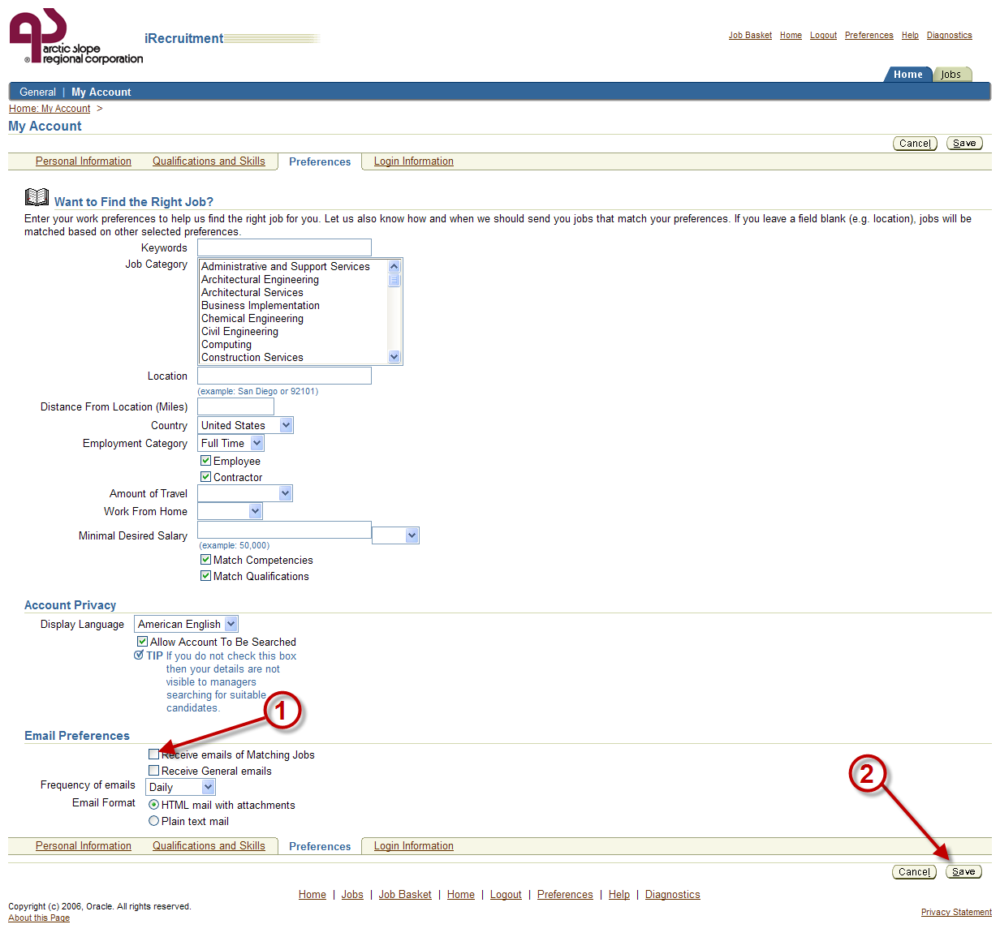 arctic slope
® regional corporation
iRecruitment
Job Basket Home Logout Preferences Help Diagnostics
Home Jobs
General | My Account
Home: My Account >
My Account
Cancel Save
Personal Information Qualifications and Skills Preferences Login Information
Want to Find the Right Job?
Enter your work preferences to help us find the right job for you. Let us also know how and when we should send you jobs that match your preferences. If you leave a field blank (e.g. location), jobs will be
matched based on other selected preferences.
Keywords
Job Category
Administrative and Support Services
Architectural Engineering
Architectural Services
Business Implementation
Chemical Engineering
Civil Engineering
Computing
Construction Services
Location
(example: San Diego or 92101)
Distance From Location (Miles)
Country United States
Employment Category Full Time
Employee
Contractor
Amount of Travel
Work From Home
Minimal Desired Salary
(example: 50,000)
Match Competencies
Match Qualifications
Account Privacy
Display Language American English
Allow Account To Be Searched
TIP If you do not check this box
then your details are not
visible to managers
searching for suitable
candidates.
1
Email Preferences
Receive emails of Matching Jobs
Receive General emails
2
Frequency of emails Daily
Email Format HTML mail with attachments
Plain text mail
Personal Information Qualifications and Skills Preferences Login Information
Cancel Save
Home | Jobs | Job Basket | Home | Logout | Preferences | Help | Diagnostics
Copyright (c) 2006, Oracle. All rights reserved.
About this Page
Privacy Statement